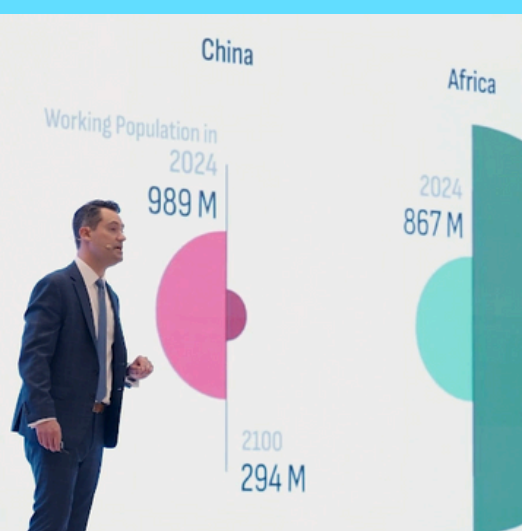 China
Working Population in
2024
989 M
2100
294 M
Africa
2024
867 M